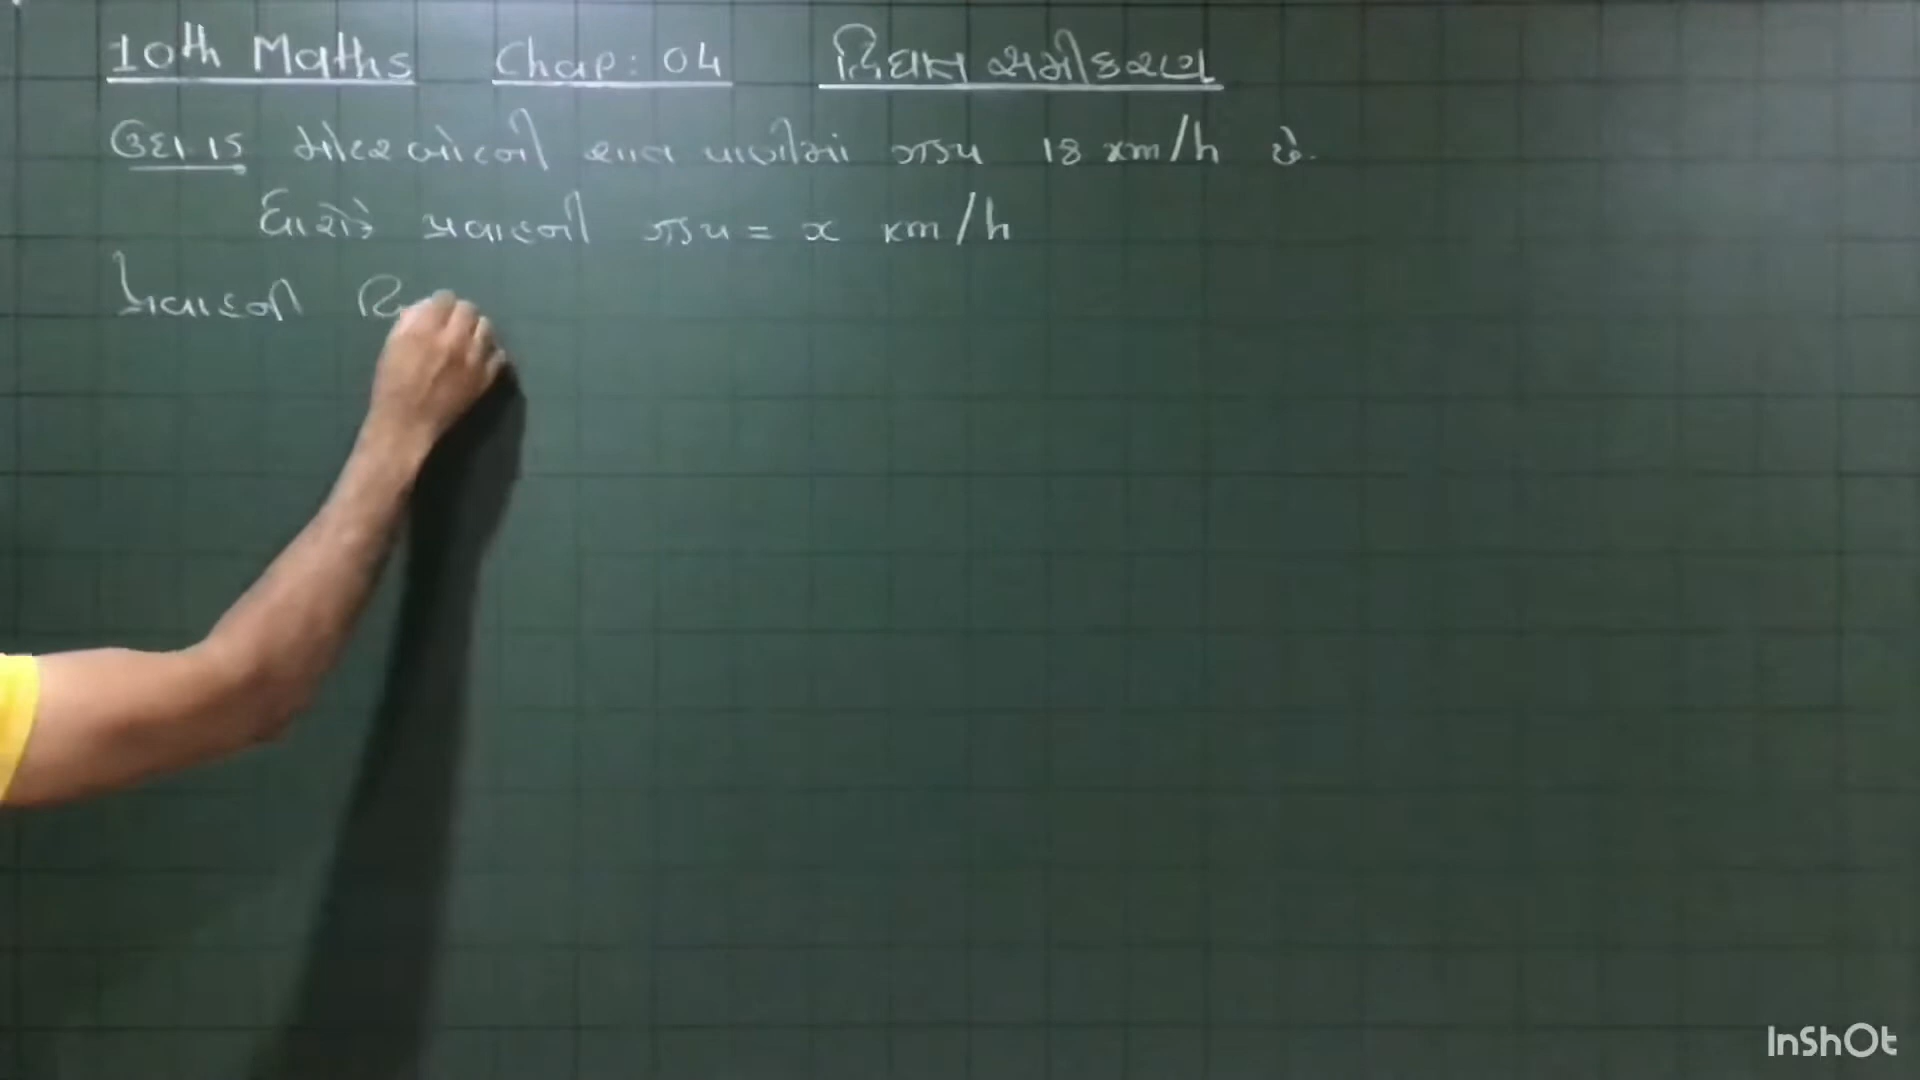 10th Maths Chap: 04 દ્વિઘાત સમીકરણ
ઉદા. 15 મોટરબોટની શાંત પાણીમાં ઝડપ 18 km/h છે.
ધારોકે પ્રવાહની ઝડપ = x km/h
પ્રવાહની
InShOt